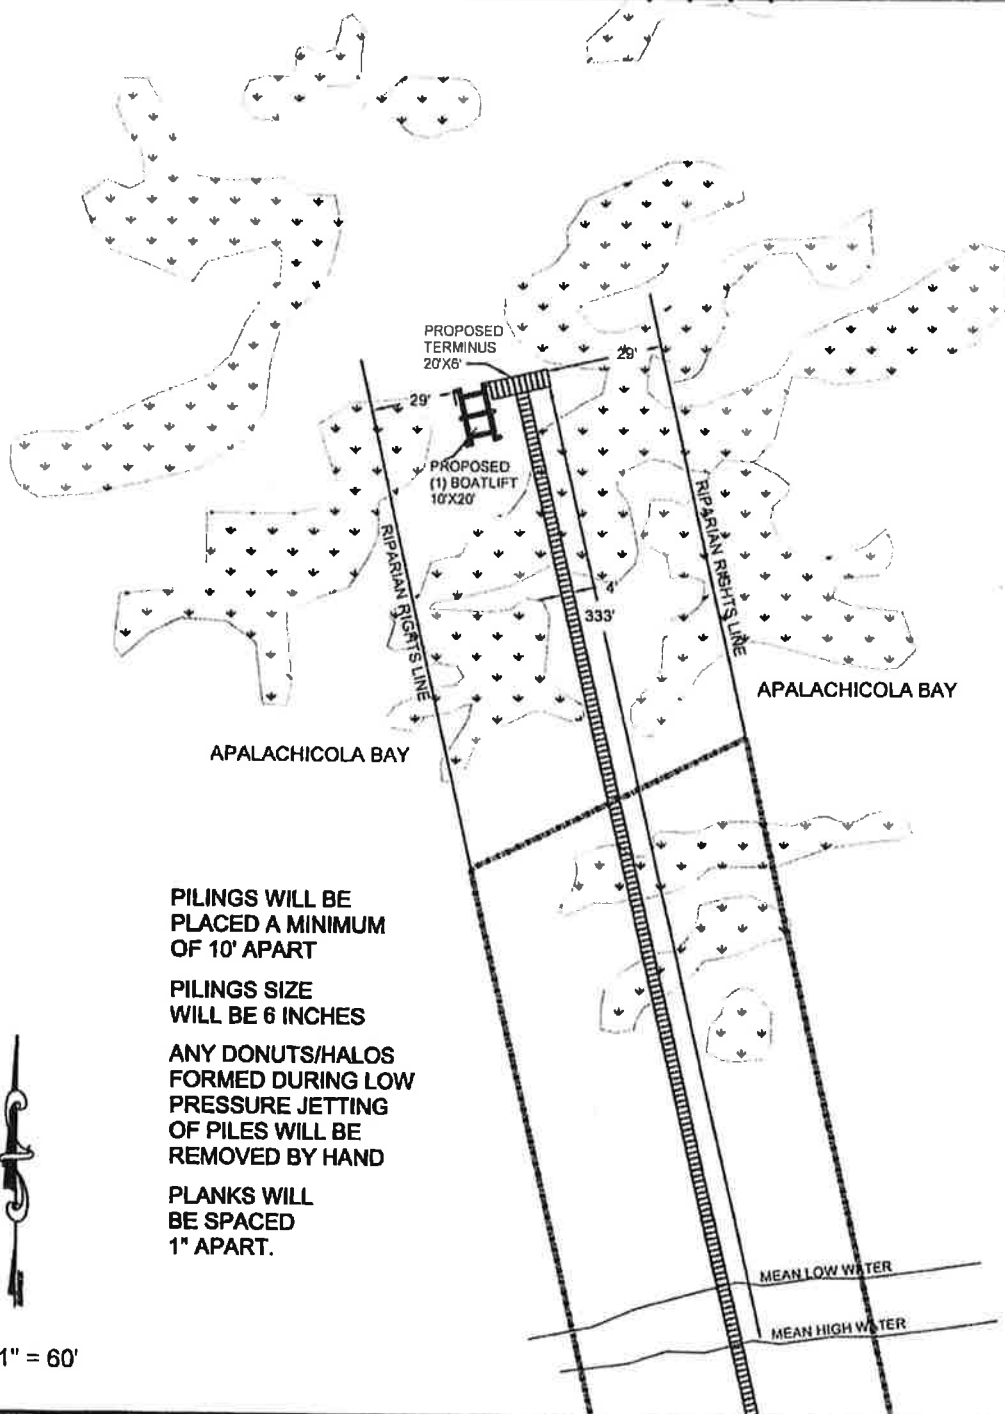 PROPOSED
TERMINUS
20'X6'
29'
29'
PROPOSED
(1) BOATLIFT
10'X20'
RIPARIAN RIGHTS LINE
RIPARIAN RIGHTS LINE
4'
333'
APALACHICOLA BAY
APALACHICOLA BAY
PILINGS WILL BE
PLACED A MINIMUM
OF 10' APART
PILINGS SIZE
WILL BE 6 INCHES
ANY DONUTS/HALOS
FORMED DURING LOW
PRESSURE JETTING
OF PILES WILL BE
REMOVED BY HAND
PLANKS WILL
BE SPACED
1" APART.
MEAN LOW WATER
MEAN HIGH WATER
1" = 60'